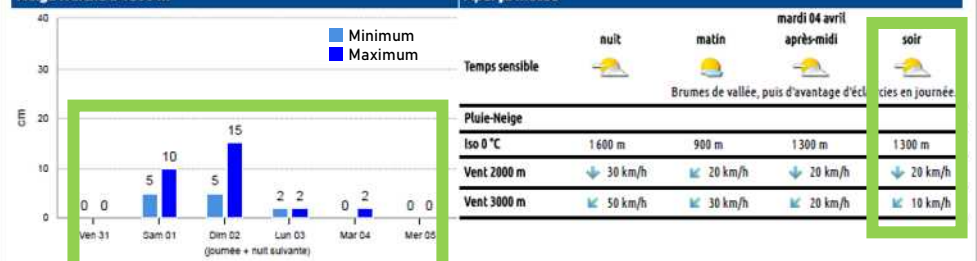 40
30
20
10
0
cm
Minimum
Maximum
0 0
5 10
5 15
2 2
0 2
0 0
Ven 31 Sam 01 Dim 02 Lun 03 Mar 04 Mer 05
(journée + nuit suivante)
mardi 04 avril
nuit matin après-midi soir
Temps sensible
Brumes de vallée, puis d'avantage d'écl cies en journée.
Pluie-Neige
Iso 0 °C 1600 m 900 m 1300 m 1300 m
Vent 2000 m 30 km/h 20 km/h 20 km/h 20 km/h
Vent 3000 m 50 km/h 30 km/h 20 km/h 10 km/h